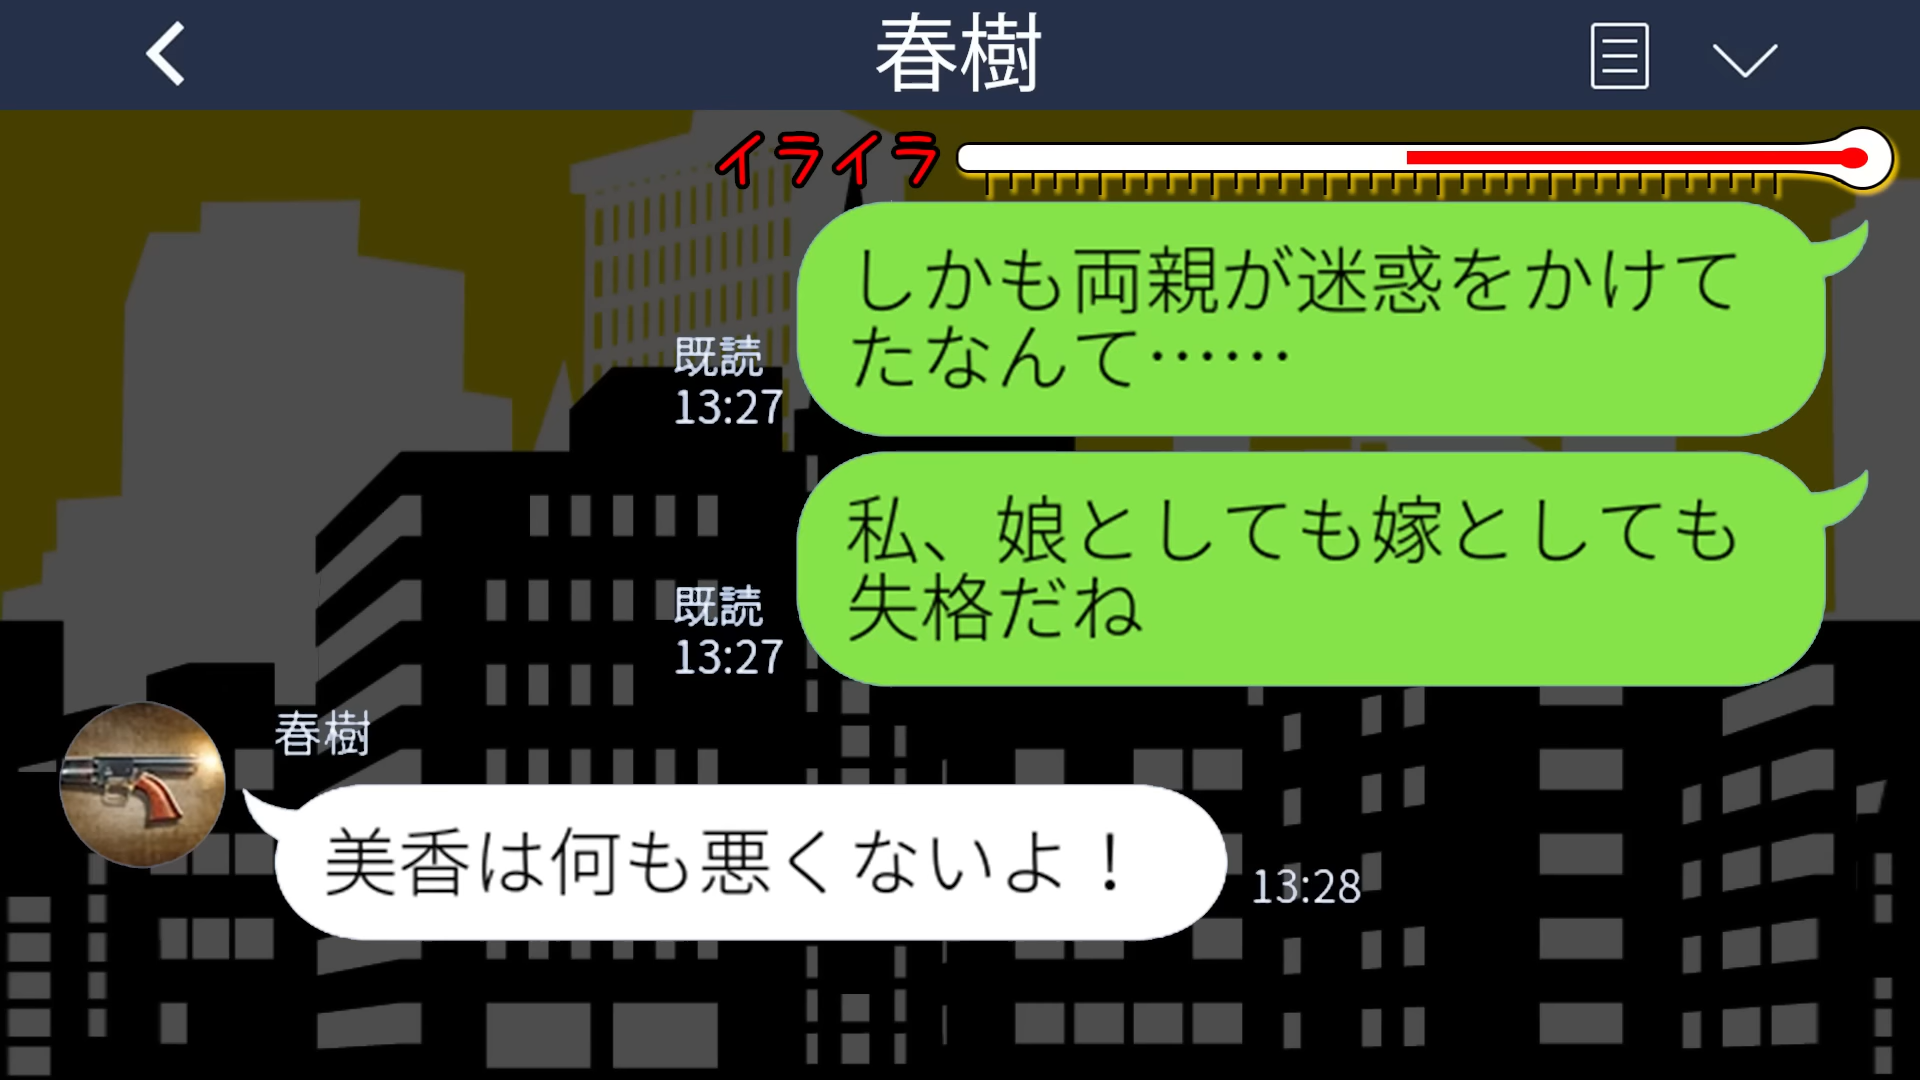 春樹
イライラ
しかも両親が迷惑をかけて
たなんて……
既読
13:27
私、娘としても嫁としても
失格だね
既読
13:27
春樹
美香は何も悪くないよ！
13:28